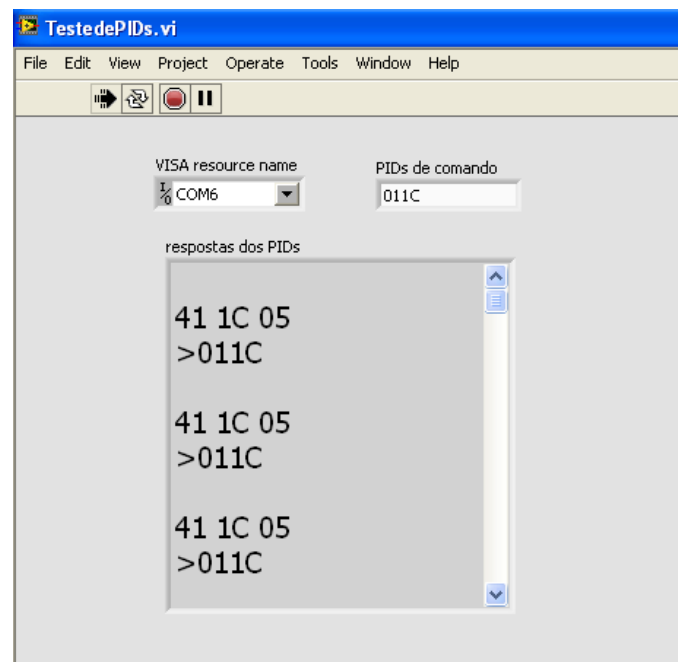 TestedePIDs.vi
File Edit View Project Operate Tools Window Help
VISA resource name
PIDs de comando
I/O COM6
011C
respostas dos PIDs
41 1C 05
>011C
41 1C 05
>011C
41 1C 05
>011C